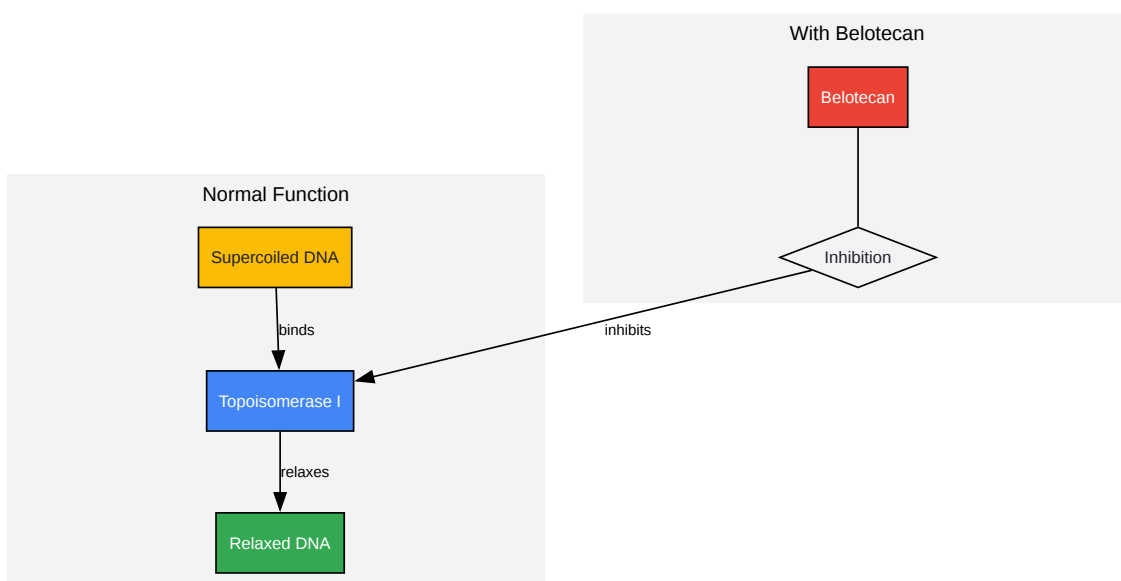 With Belotecan
Belotecan
Inhibition
inhibits
Normal Function
Supercoiled DNA
binds
Topoisomerase I
relaxes
Relaxed DNA